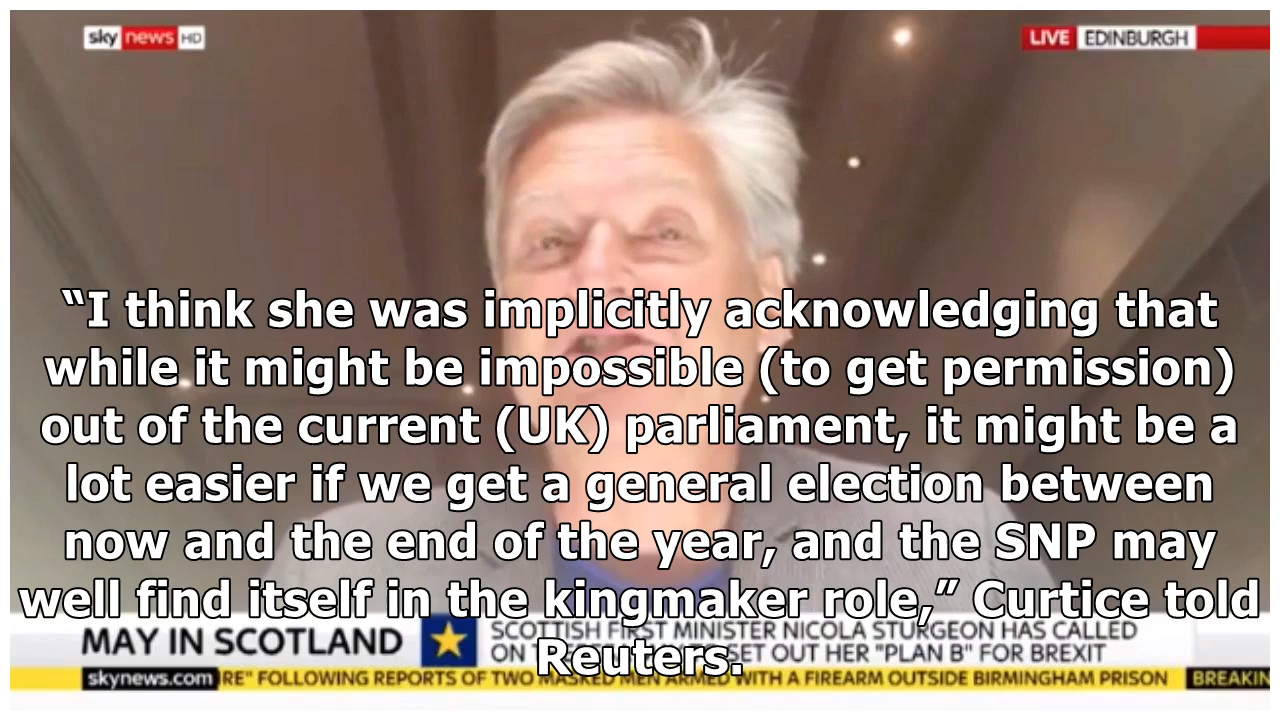 sky news HD
LIVE EDINBURGH
“I think she was implicitly acknowledging that
while it might be impossible (to get permission)
out of the current (UK) parliament, it might be a
lot easier if we get a general election between
now and the end of the year, and the SNP may
well find itself in the kingmaker role,” Curtice told
Reuters.
MAY IN SCOTLAND
SCOTTISH FIRST MINISTER NICOLA STURGEON HAS CALLED
ON SET OUT HER "PLAN B" FOR BREXIT
skynews.com RE" FOLLOWING REPORTS OF TWO MASKED MEN ARMED WITH A FIREARM OUTSIDE BIRMINGHAM PRISON BREAKIN